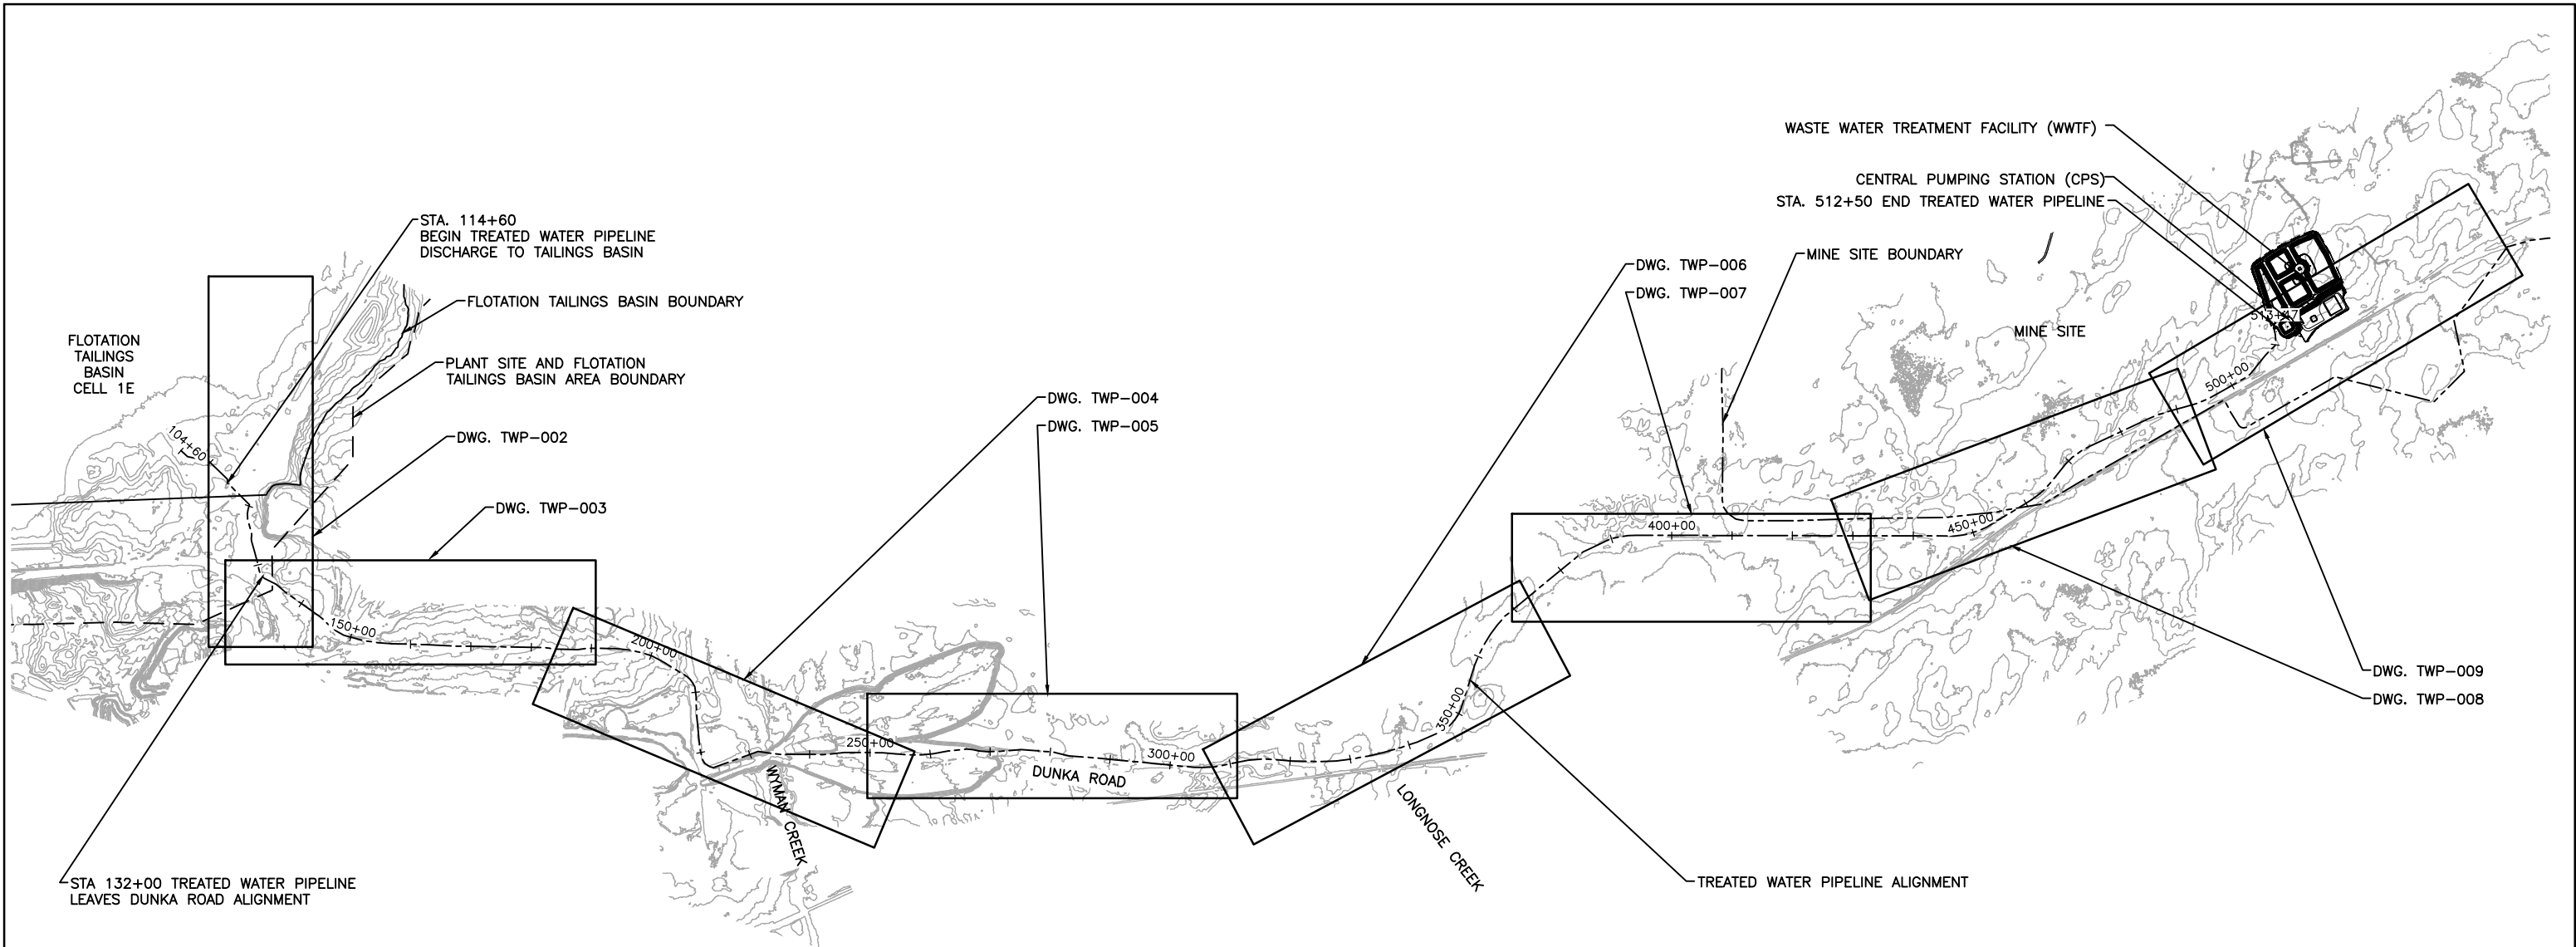 WASTE WATER TREATMENT FACILITY (WWTF)
CENTRAL PUMPING STATION (CPS)
STA. 512+50 END TREATED WATER PIPELINE
STA. 114+60
BEGIN TREATED WATER PIPELINE
DISCHARGE TO TAILINGS BASIN
MINE SITE BOUNDARY
DWG. TWP-006
DWG. TWP-007
FLOTATION TAILINGS BASIN BOUNDARY
MINE SITE
FLOTATION
TAILINGS
BASIN
CELL 1E
PLANT SITE AND FLOTATION
TAILINGS BASIN AREA BOUNDARY
DWG. TWP-004
DWG. TWP-005
DWG. TWP-002
104+60
DWG. TWP-003
150+00
200+00
250+00
300+00
350+00
400+00
450+00
500+00
DUNKA ROAD
WYMAN CREEK
LONGNOSE CREEK
DWG. TWP-009
DWG. TWP-008
STA 132+00 TREATED WATER PIPELINE
LEAVES DUNKA ROAD ALIGNMENT
TREATED WATER PIPELINE ALIGNMENT